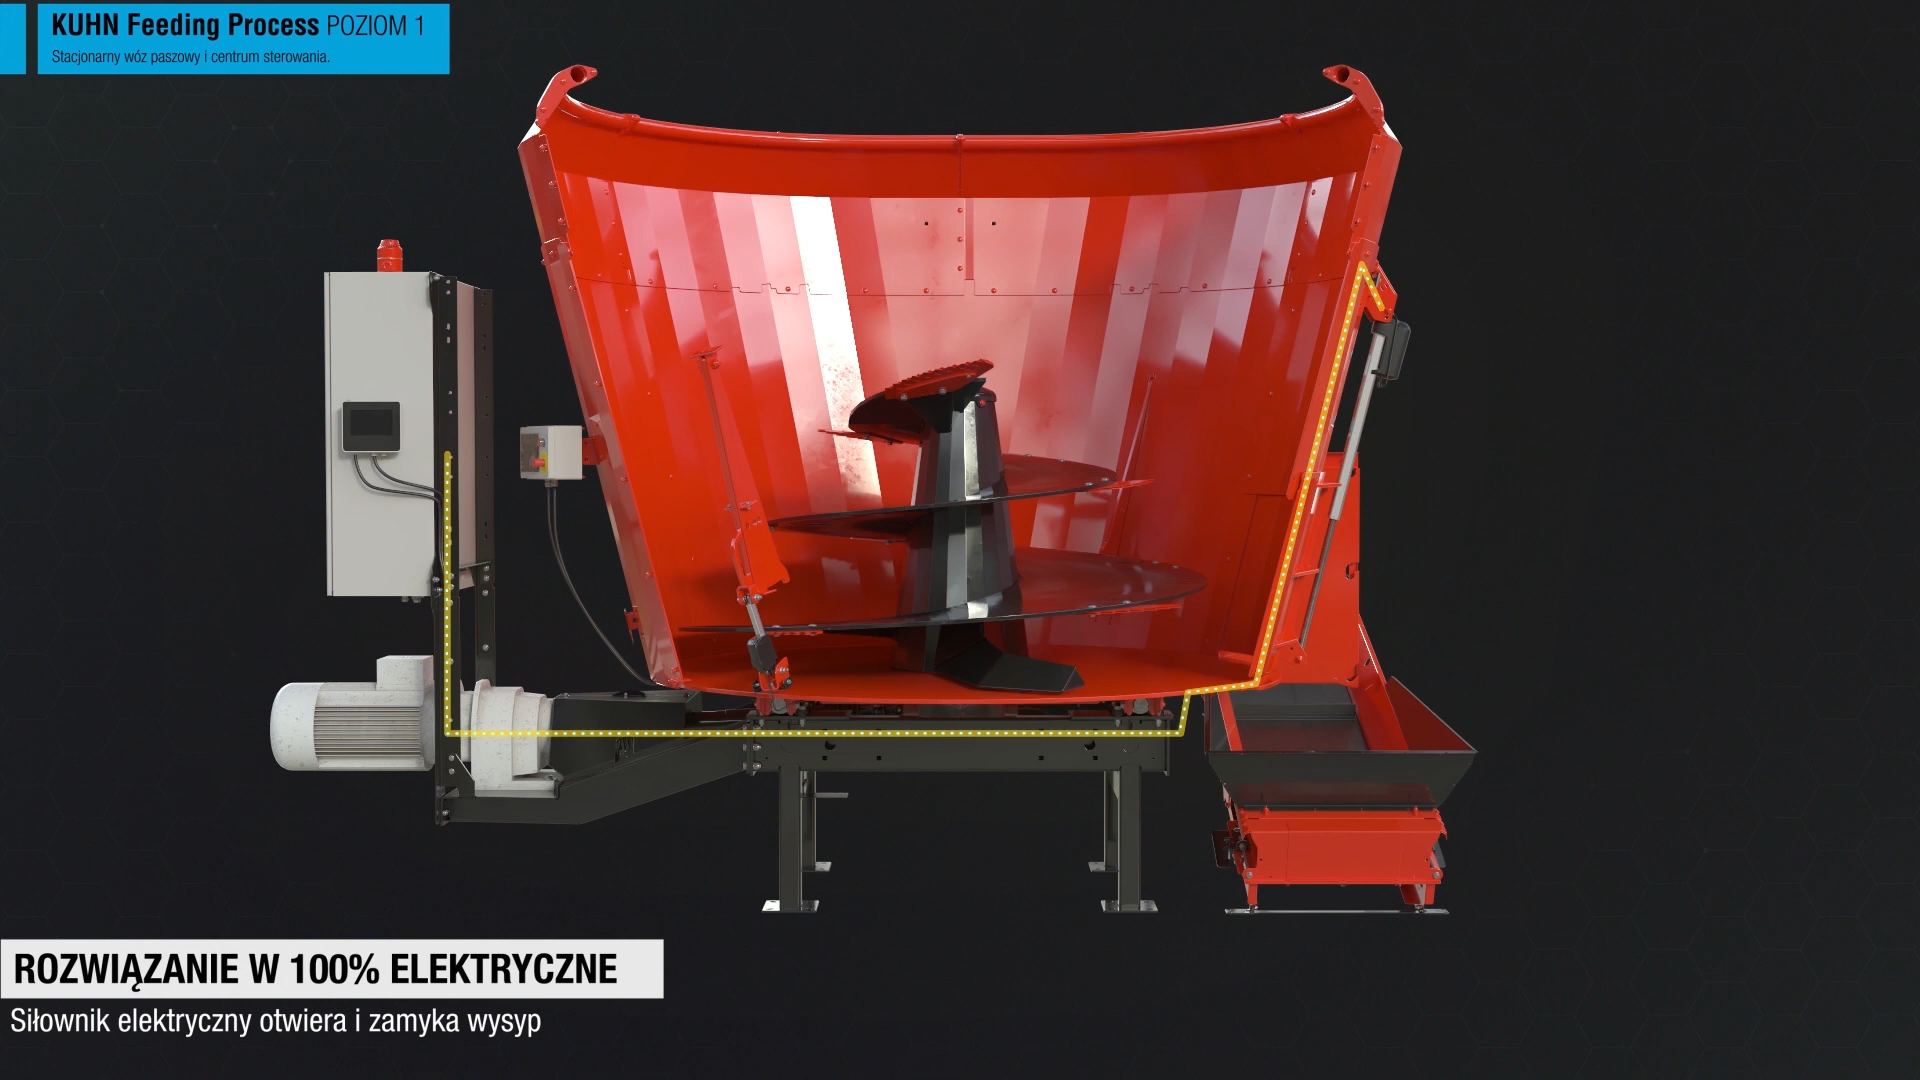 KUHN Feeding Process POZIOM 1
Stacjonarny wóz paszowy i centrum sterowania.
ROZWIĄZANIE W 100% ELEKTRYCZNE
Siłownik elektryczny otwiera i zamyka wysyp